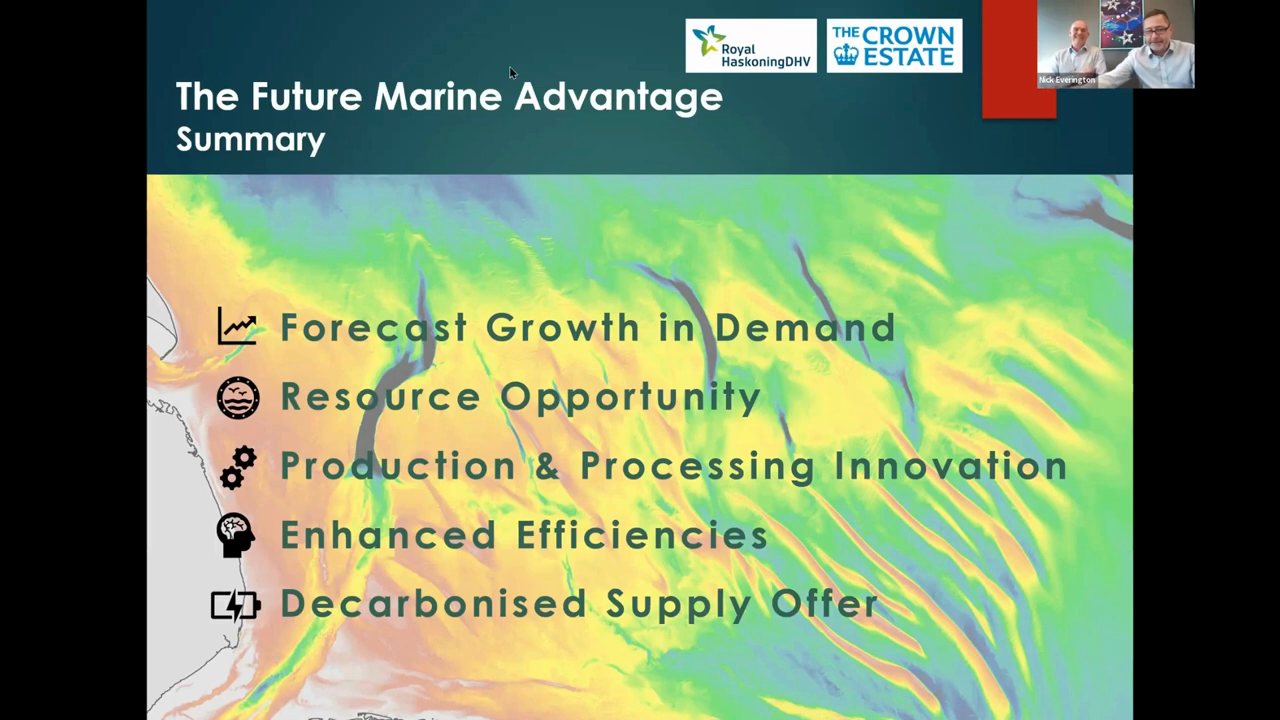 Royal
HaskoningDHV
THE CROWN
ESTATE
Nick Everington
The Future Marine Advantage
Summary
Forecast Growth in Demand
Resource Opportunity
Production & Processing Innovation
Enhanced Efficiencies
Decarbonised Supply Offer